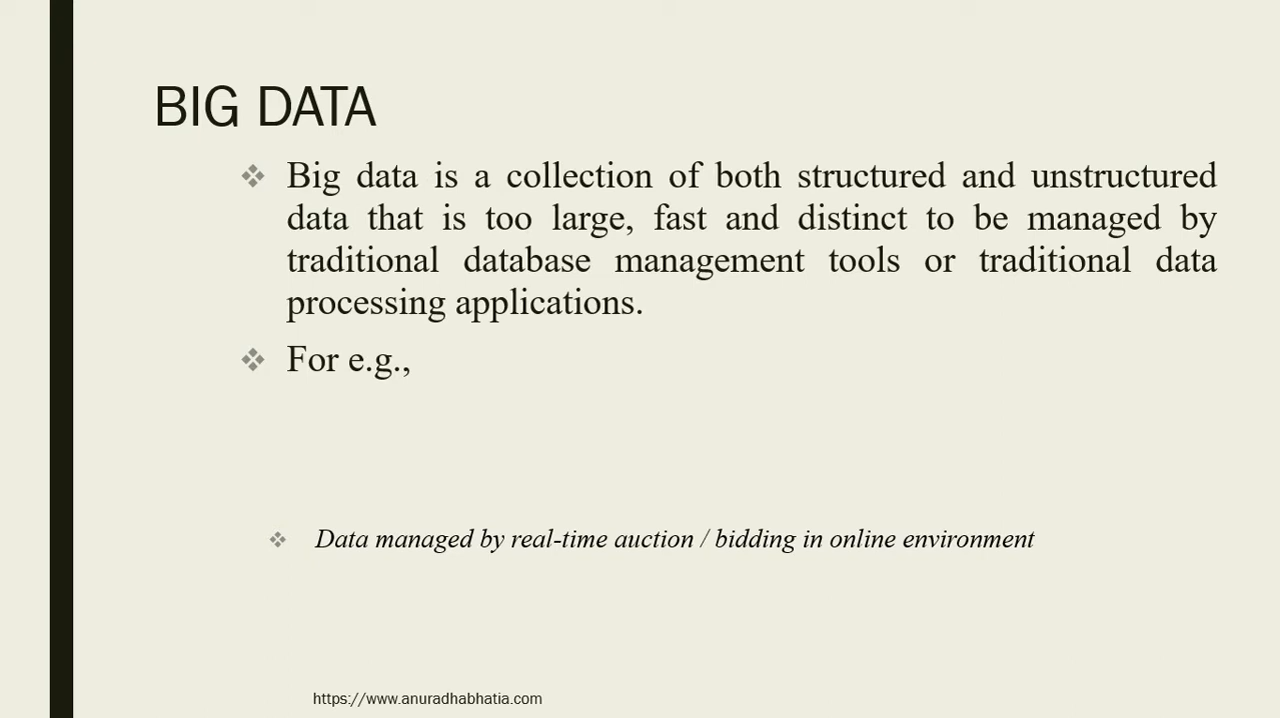 BIG DATA
Big data is a collection of both structured and unstructured
data that is too large, fast and distinct to be managed by
traditional database management tools or traditional data
processing applications.
For e.g.,
Data managed by real-time auction / bidding in online environment
https://www.anuradhabhatia.com